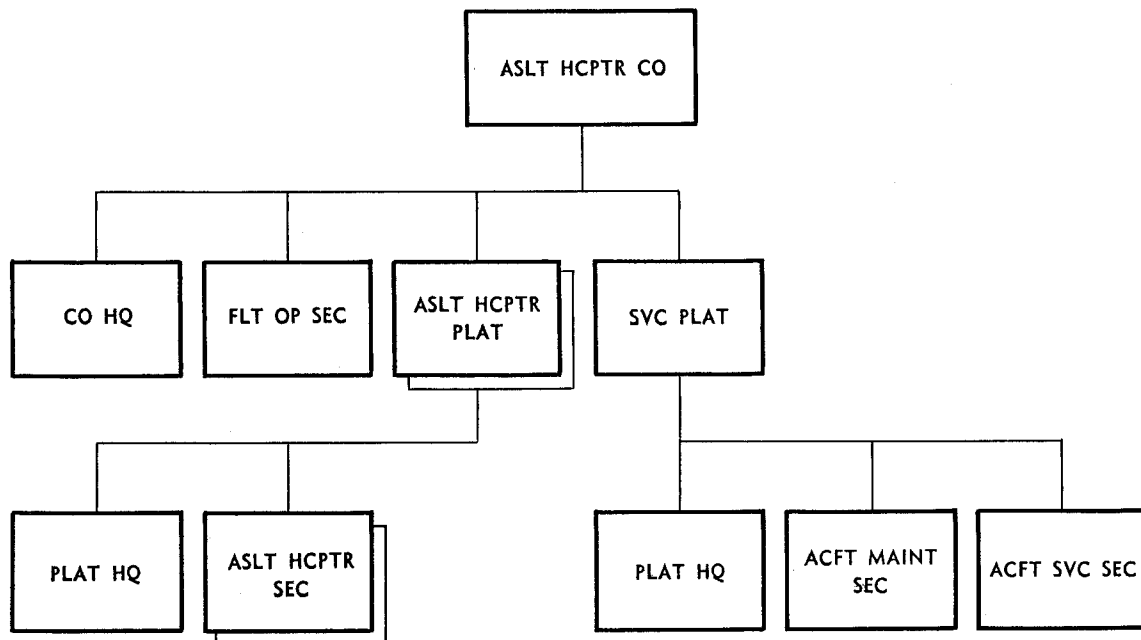 ASLT HCPTR CO
CO HQ
FLT OP SEC
ASLT HCPTR
PLAT
SVC PLAT
PLAT HQ
ASLT HCPTR
SEC
PLAT HQ
ACFT MAINT
SEC
ACFT SVC SEC